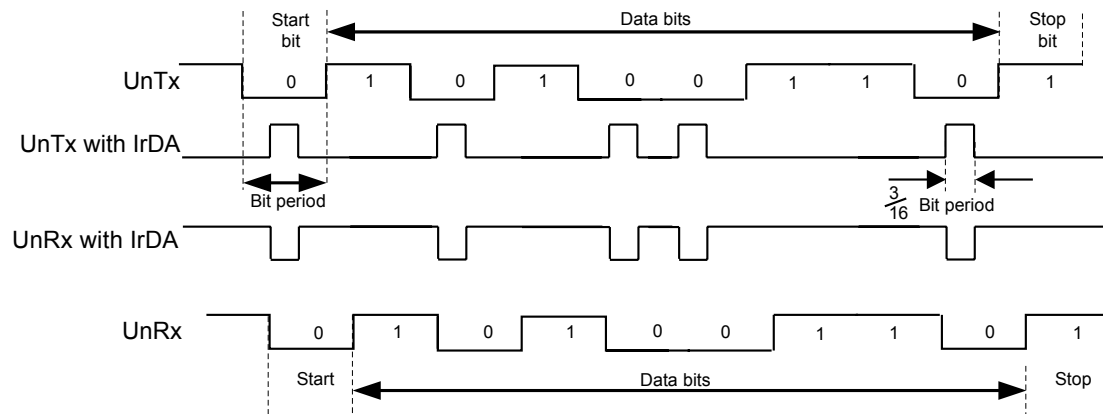 Start bit
Data bits
Stop bit
UnTx
0 1 0 1 0 0 1 1 0 1
UnTx with IrDA
Bit period
3/16 Bit period
UnRx with IrDA
UnRx
0 1 0 1 0 0 1 1 0 1
Start
Data bits
Stop